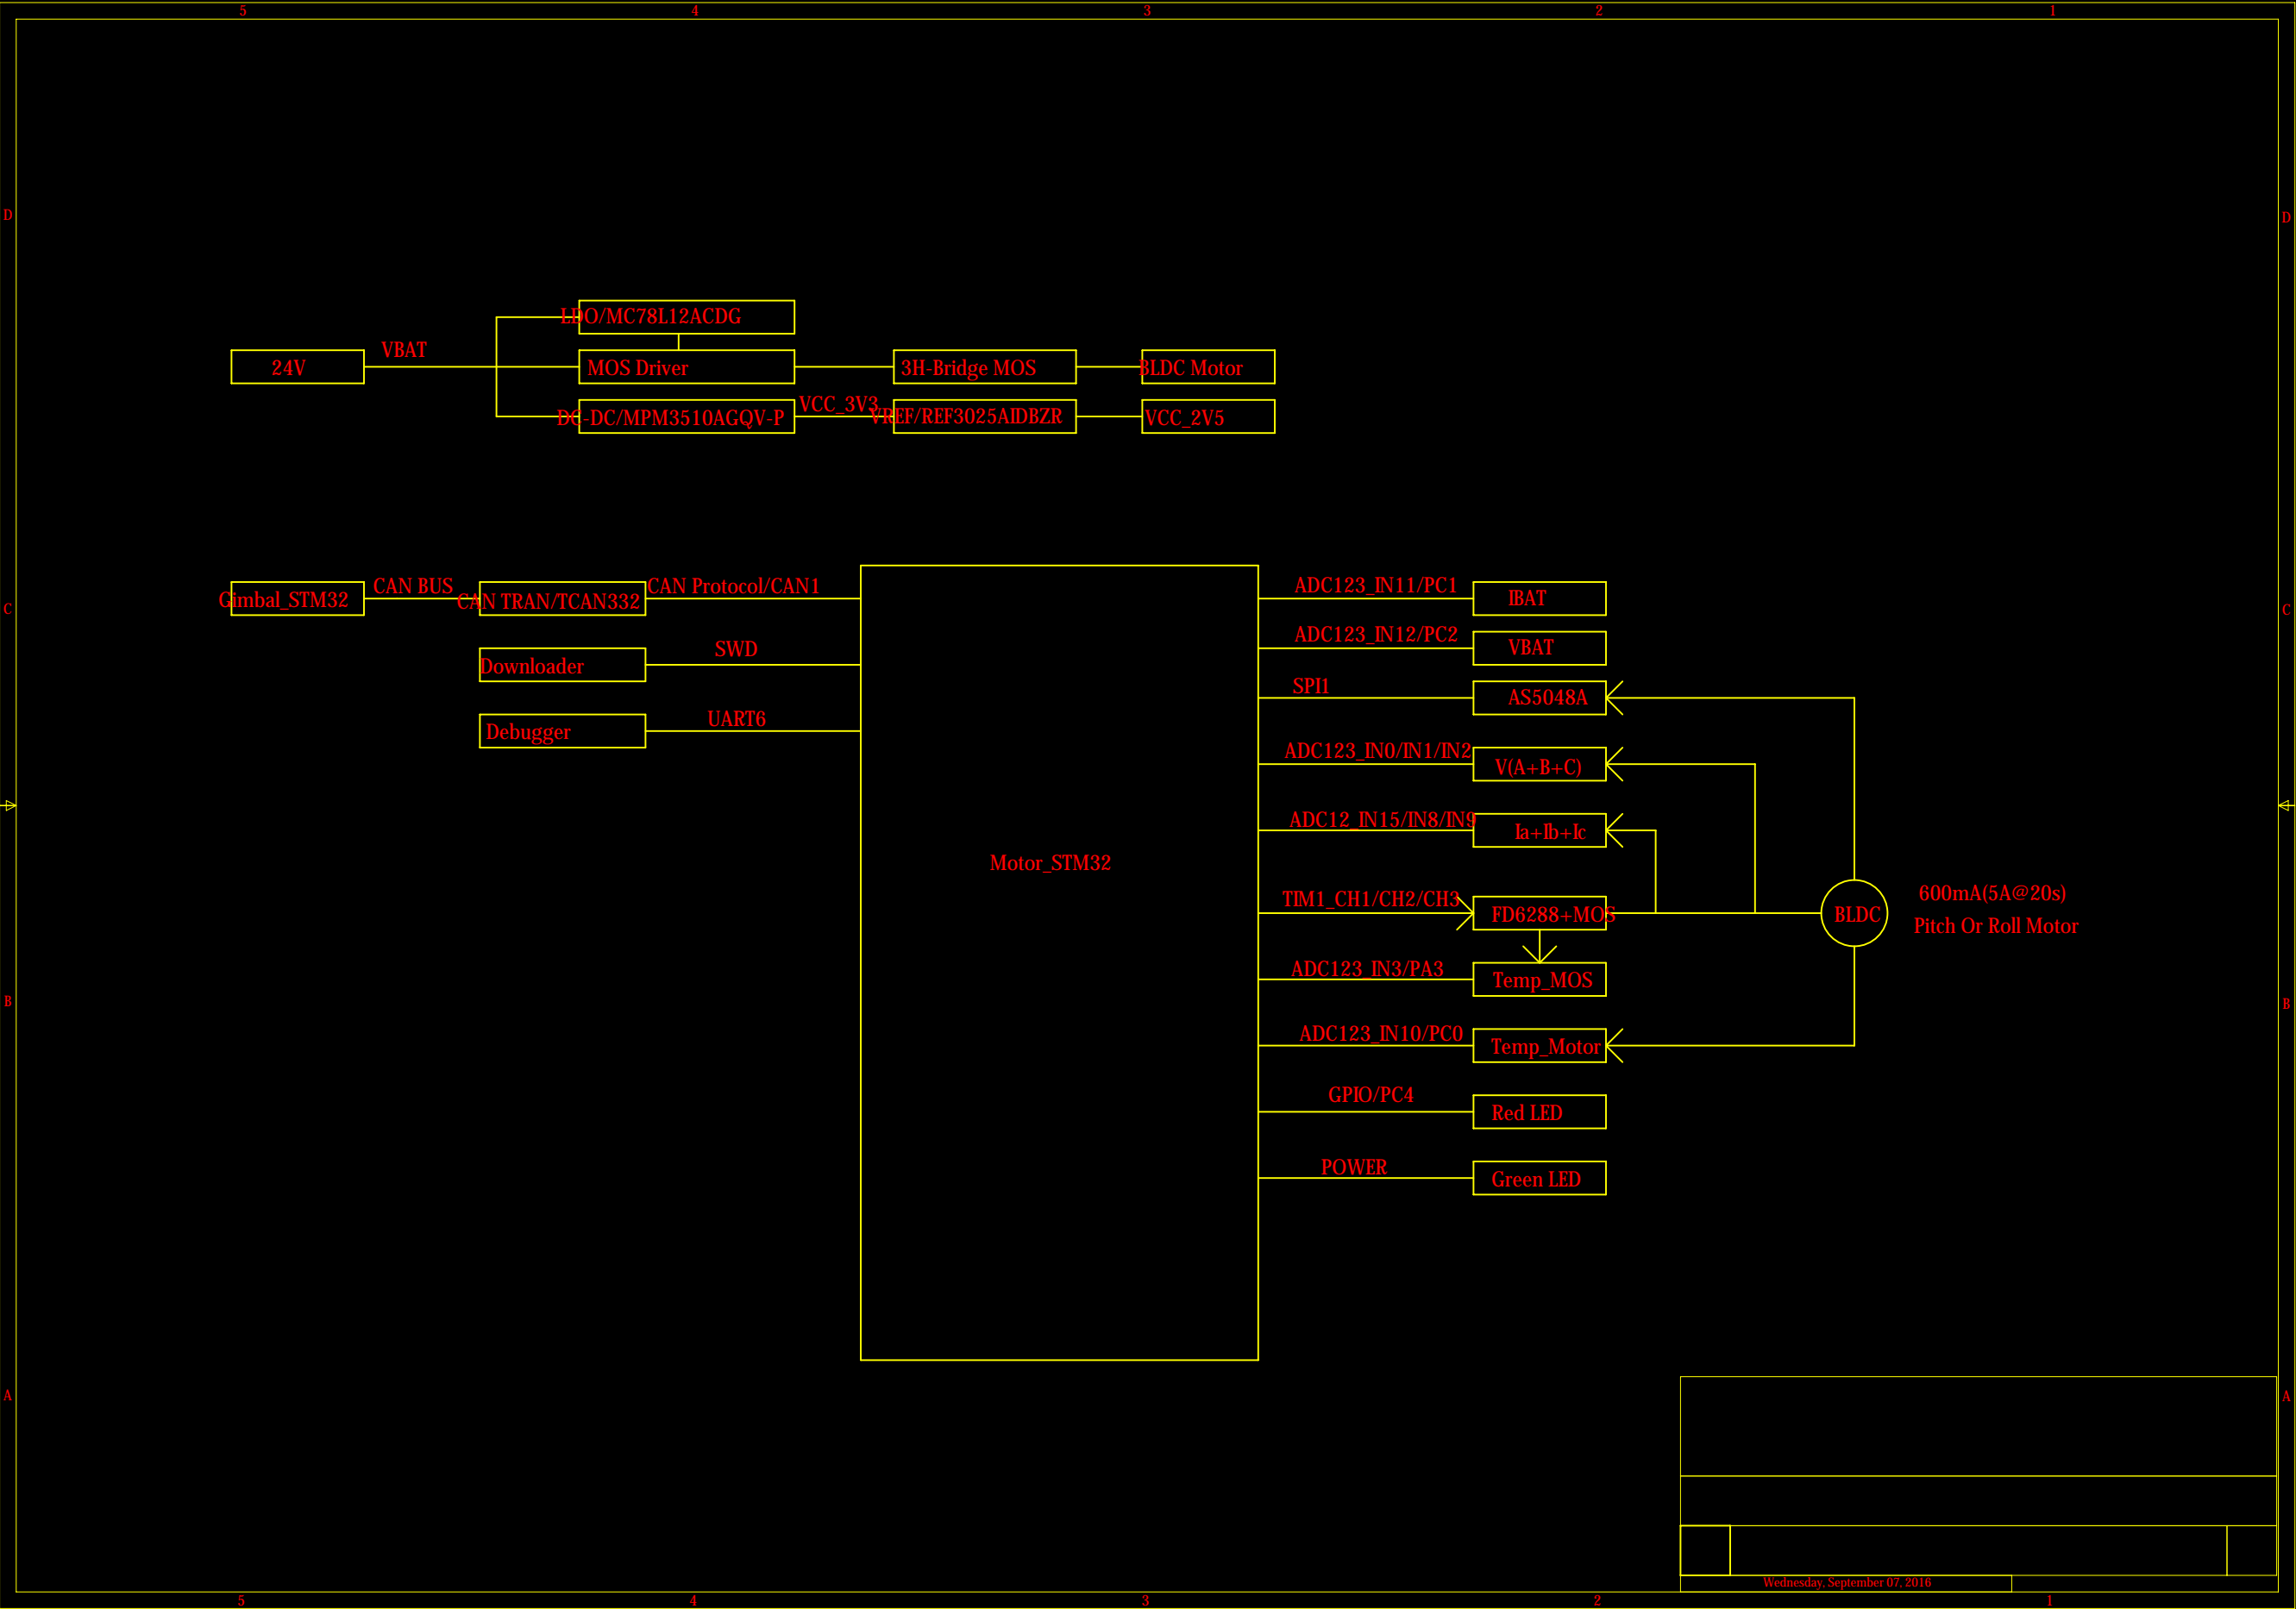 5 4 3 2 1
D D
LDO/MC78L12ACDG
VBAT
24V MOS Driver 3H-Bridge MOS BLDC Motor
VCC_3V3
DC-DC/MPM3510AGQV-P VREF/REF3025AIDBZR VCC_2V5
CAN BUS CAN Protocol/CAN1 ADC123_IN11/PC1
Gimbal_STM32 CAN TRAN/TCAN332 IBAT
C C
ADC123_IN12/PC2
SWD VBAT
Downloader
SPI1 AS5048A
UART6
Debugger
ADC123_IN0/IN1/IN2
V(A+B+C)
ADC12_IN15/IN8/IN9
Ia+Ib+Ic
Motor_STM32
TIM1_CH1/CH2/CH3 600mA(5A@20s)
FD6288+MOS BLDC
Pitch Or Roll Motor
ADC123_IN3/PA3
Temp_MOS
B B
ADC123_IN10/PC0
Temp_Motor
GPIO/PC4
Red LED
POWER
Green LED
A A
Wednesday, September 07, 2016
5 4 3 2 1